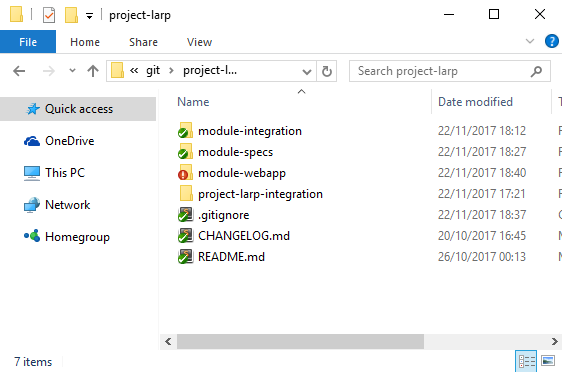 project-larp
File Home Share View
git project-l...
Search project-larp
Quick access
OneDrive
This PC
Network
Homegroup
Name Date modified
module-integration 22/11/2017 18:12
module-specs 22/11/2017 18:27
module-webapp 22/11/2017 18:40
project-larp-integration 22/11/2017 17:21
.gitignore 22/11/2017 18:37
CHANGELOG.md 20/10/2017 16:45
README.md 26/10/2017 00:13
7 items